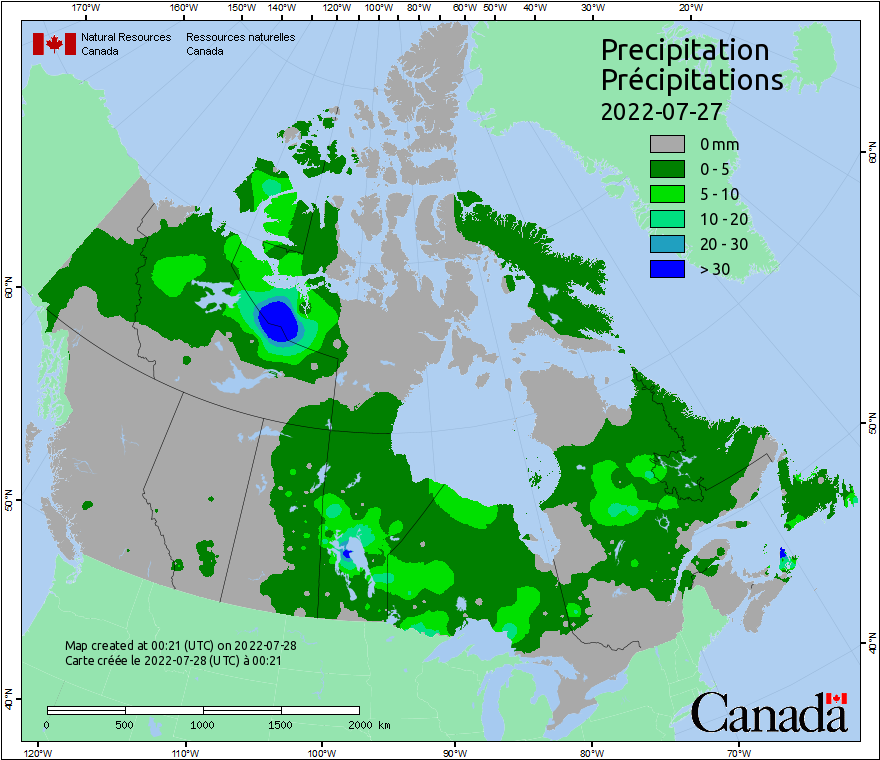 170°W 160°W 150°W 140°W 130°W 120°W 110°W 100°W 90°W 80°W 70°W 60°W 50°W 40°W 30°W 20°W
Natural Resources Ressources naturelles
Canada Canada
Precipitation
Précipitations
2022-07-27
0 mm
0 - 5
5 - 10
10 - 20
20 - 30
> 30
60°N
60°N
50°N
50°N
40°N
40°N
Map created at 00:21 (UTC) on 2022-07-28
Carte créée le 2022-07-28 (UTC) à 00:21
0 500 1000 1500 2000 km
Canada
120°W 110°W 100°W 90°W 80°W 70°W